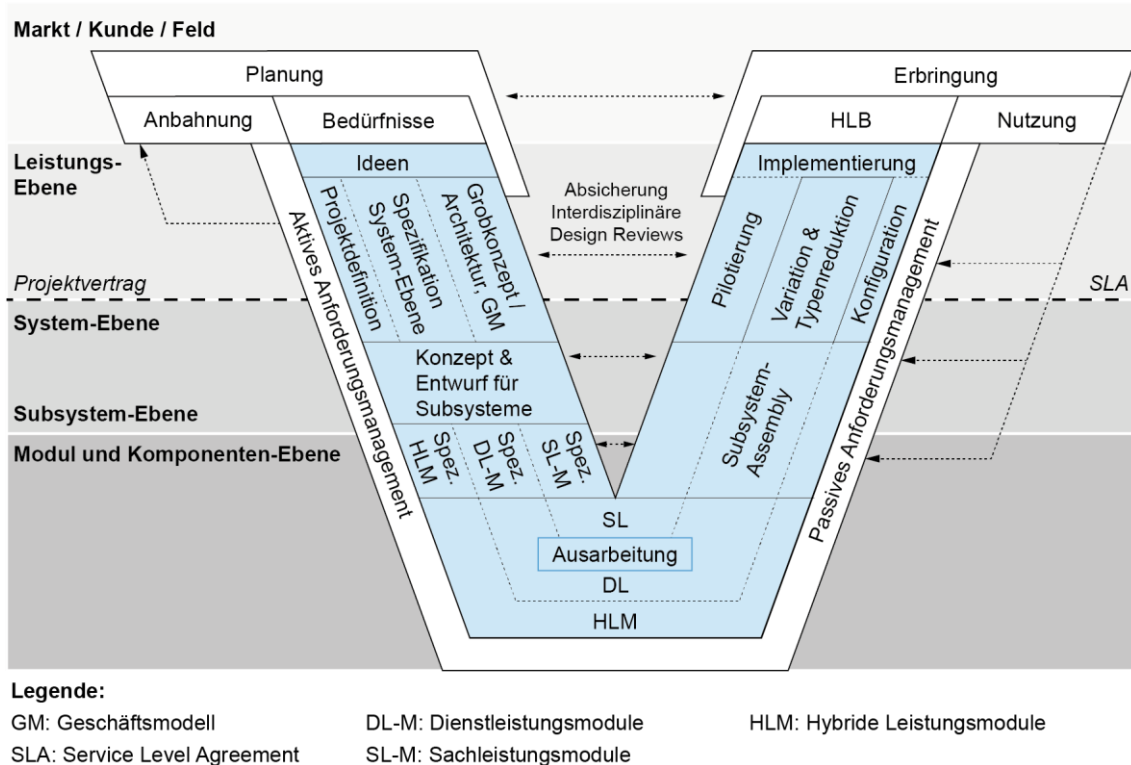 Markt / Kunde / Feld
Planung
Erbringung
Anbahnung
Bedürfnisse
HLB
Nutzung
Leistungs-
Ebene
Ideen
Implementierung
Projektdefinition
Spezifikation
System-Ebene
Grobkonzept /
Architektur, GM
Absicherung
Interdisziplinäre
Design Reviews
Pilotierung
Variation &
Typenreduktion
Konfiguration
Aktives Anforderungsmanagement
Passives Anforderungsmanagement
Projektvertrag
SLA
System-Ebene
Konzept &
Entwurf für
Subsysteme
Subsystem-
Assembly
Subsystem-Ebene
Modul und Komponenten-Ebene
Spez.
HLM
Spez.
DL-M
Spez.
SL-M
SL
Ausarbeitung
DL
HLM
Legende:
GM: Geschäftsmodell
DL-M: Dienstleistungsmodule
HLM: Hybride Leistungsmodule
SLA: Service Level Agreement
SL-M: Sachleistungsmodule